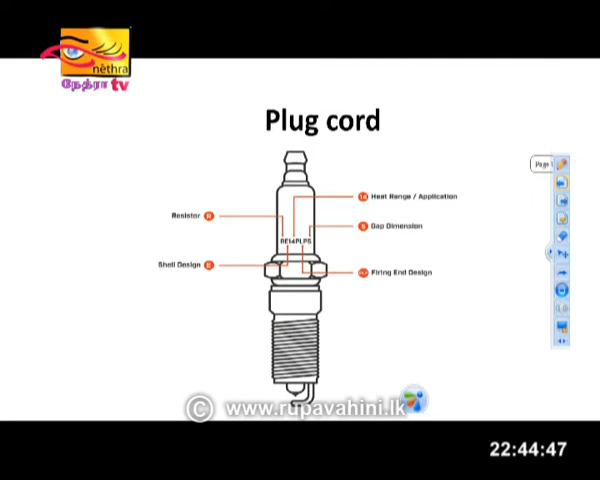 nethra
நேத்ரா tv
Plug cord
Page
14 Heat Range / Application
Resistor R
5 Gap Dimension
RE14PLP5
Shell Design E
Firing End Design
© www.rupavahini.lk
22:44:47